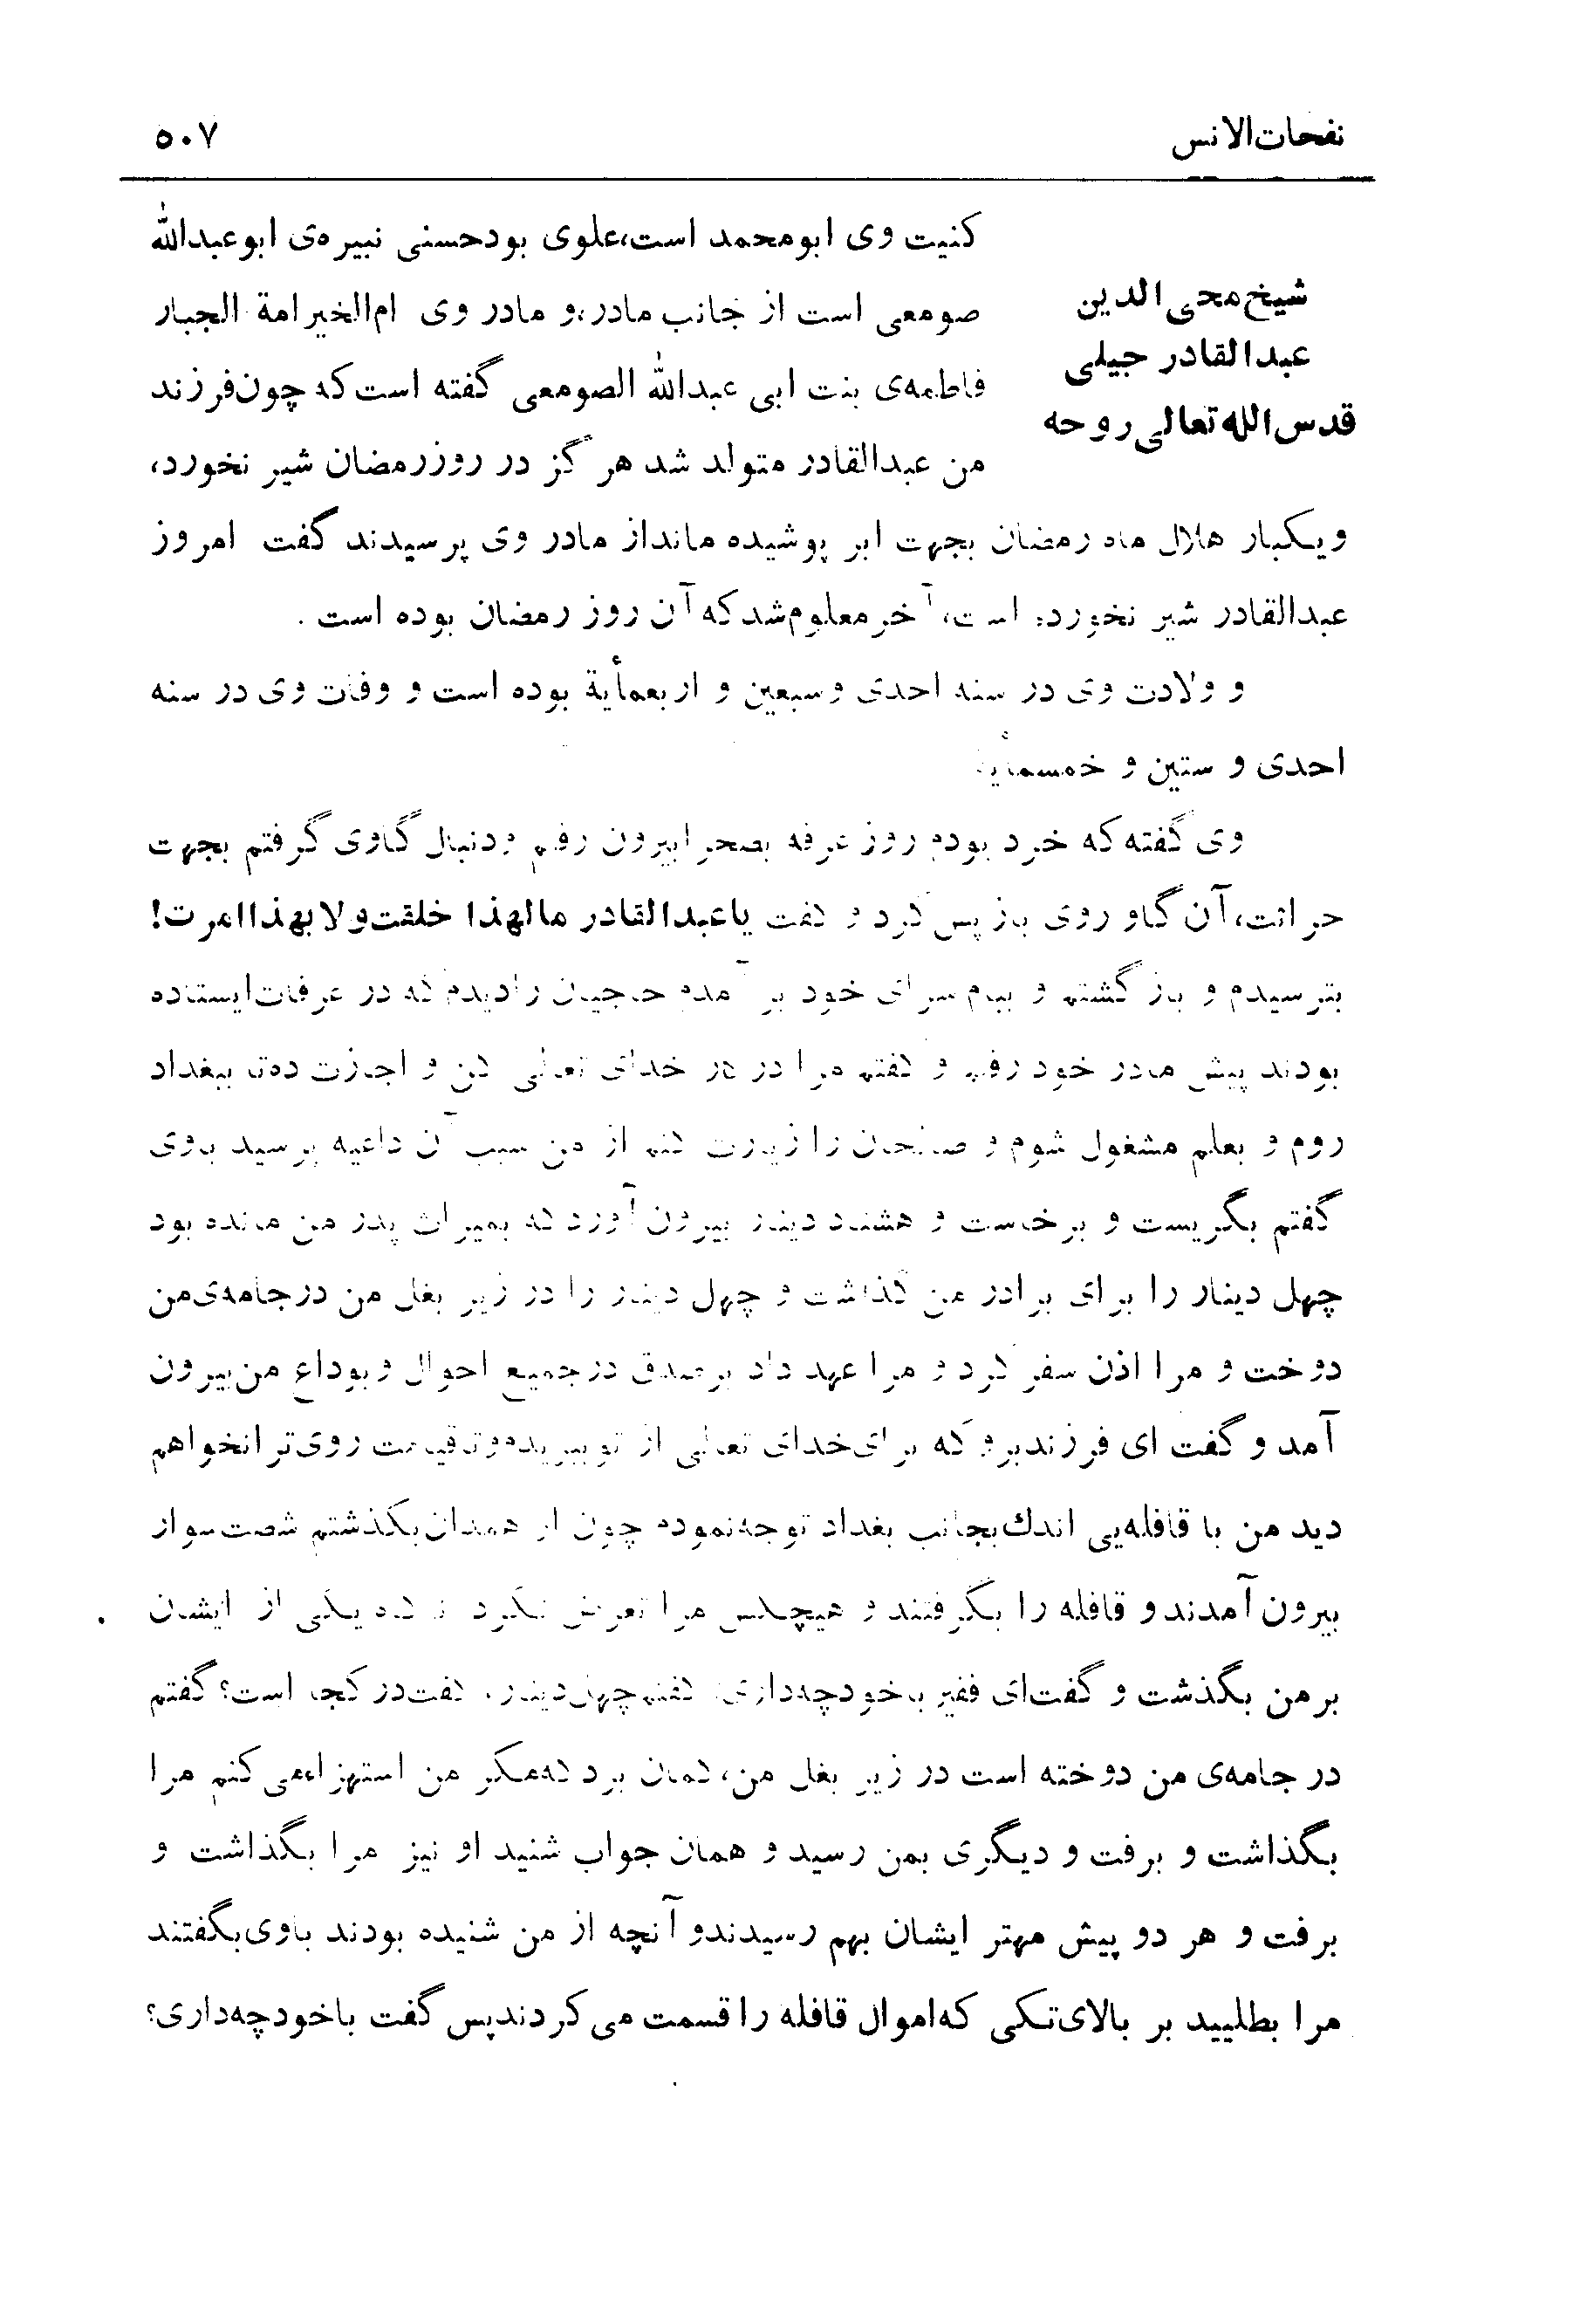 نفحات‌الانس ۵۰۷
شیخ محی‌الدین
عبدالقادر جیلی
قدس‌الله تعالی روحه
کنیت وی ابومحمد است، علوی بود حسنی نبیره‌ی ابوعبدالله
صومعی است از جانب مادر، و مادر وی ام‌الخیر امة الجبار
فاطمه‌ی بنت ابی عبدالله الصومعی گفته است که چون فرزند
من عبدالقادر متولد شد هرگز در روز رمضان شیر نخورد،
و یکبار هلال ماه رمضان بجهت ابر پوشیده ماند از مادر وی پرسیدند گفت امروز
عبدالقادر شیر نخورده است، آخر معلوم شد که آن روز رمضان بوده است .
و ولادت وی در سنه احدی و سبعین و اربعمأیة بوده است و وفات وی در سنه
احدی و ستین و خمسمأیة
وی گفته که خرد بودم روز عرفه بصحرا بیرون رفتم و دنبال گاوی گرفتم بجهت
حراثت، آن گاو روی باز پس کرد و گفت یا عبدالقادر ما لهذا خلقت و لا بهذا امرت!
بترسیدم و باز گشتم و ببام سرای خود بر آمدم حاجیان را دیدم که در عرفات ایستاده
بودند پیش مادر خود رفتم و گفتم مرا در کار خدای تعالی کن و اجازت ده تا ببغداد
روم و بعلم مشغول شوم و صالحان را زیارت کنم از من سبب آن داعیه پرسید باوی
گفتم بگریست و برخاست و هشتاد دینار بیرون آورد که بمیراث پدر من مانده بود
چهل دینار را برای برادر من گذاشت و چهل دینار را در زیر بغل من در جامه‌ی من
دوخت و مرا اذن سفر کرد و مرا عهد داد بر صدق در جمیع احوال و بوداع من بیرون
آمد و گفت ای فرزند برو که برای خدای تعالی از تو ببریدم و تا قیامت روی ترا نخواهم
دید من با قافله‌یی اندك بجانب بغداد توجه نمودم چون از همدان بگذشتم شصت سوار
بیرون آمدند و قافله را بگرفتند و هیچکس مرا تعرض نکرد ناگاه یکی از ایشان
بر من بگذشت و گفت ای فقیر با خود چه داری؟ گفتم چهل دینار، گفت در کجا است؟ گفتم
در جامه‌ی من دوخته است در زیر بغل من، گمان برد که مگر من استهزاء می کنم مرا
بگذاشت و برفت و دیگری بمن رسید و همان جواب شنید او نیز مرا بگذاشت و
برفت و هر دو پیش مهتر ایشان بهم رسیدند و آنچه از من شنیده بودند باوی بگفتند
مرا بطلبید بر بالای تکی که اموال قافله را قسمت می کردند پس گفت با خود چه داری؟